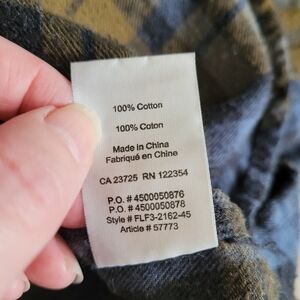 100% Cotton
100% Coton
Made in China
Fabriqué en Chine
CA 23725 RN 122354
P.O. # 4500050876
P.O. # 4500050878
Style # FLF3-2162-45
Article # 57773